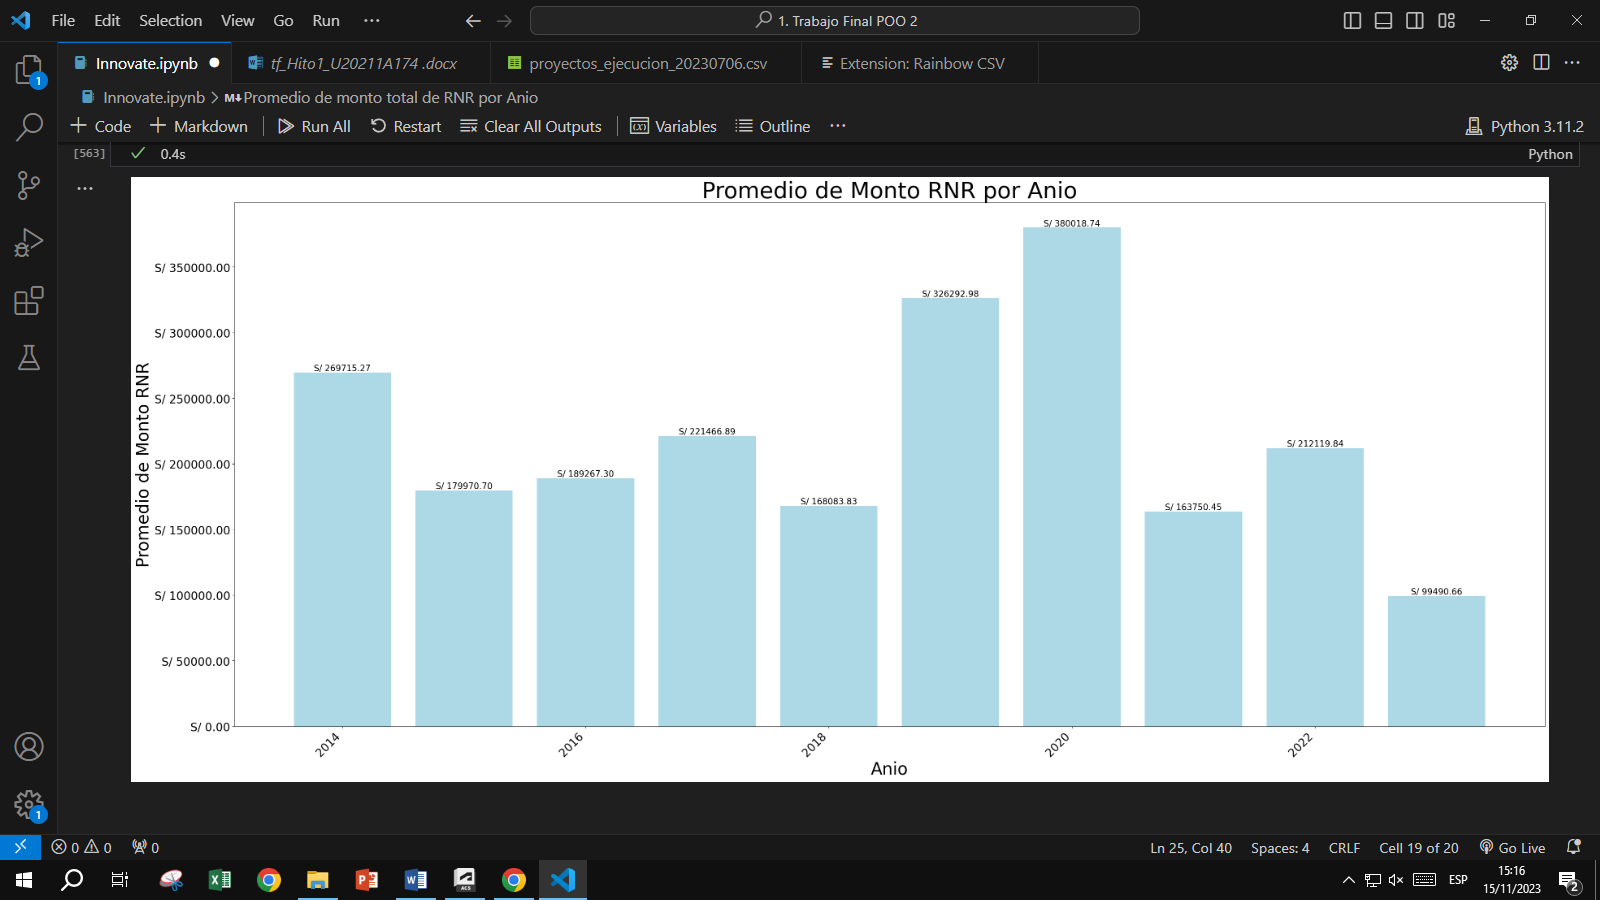 File Edit Selection View Go Run ··· 1. Trabajo Final POO 2
Innovate.ipynb tf_Hito1_U20211A174 .docx proyectos_ejecucion_20230706.csv Extension: Rainbow CSV
Innovate.ipynb > M↓Promedio de monto total de RNR por Anio
+ Code + Markdown Run All Restart Clear All Outputs Variables Outline ··· Python 3.11.2
[563] 0.4s Python
Promedio de Monto RNR por Anio
S/ 380018.74
S/ 350000.00
S/ 326292.98
S/ 300000.00
S/ 269715.27
S/ 250000.00
S/ 221466.89
S/ 212119.84
S/ 200000.00
S/ 189267.30
S/ 179970.70
S/ 168083.83
S/ 163750.45
S/ 150000.00
S/ 100000.00
S/ 99490.66
S/ 50000.00
S/ 0.00
Promedio de Monto RNR
2014 2016 2018 2020 2022
Anio
1
1
0 0 0 Ln 25, Col 40 Spaces: 4 CRLF Cell 19 of 20 Go Live
ACS
ESP
15:16
15/11/2023
2